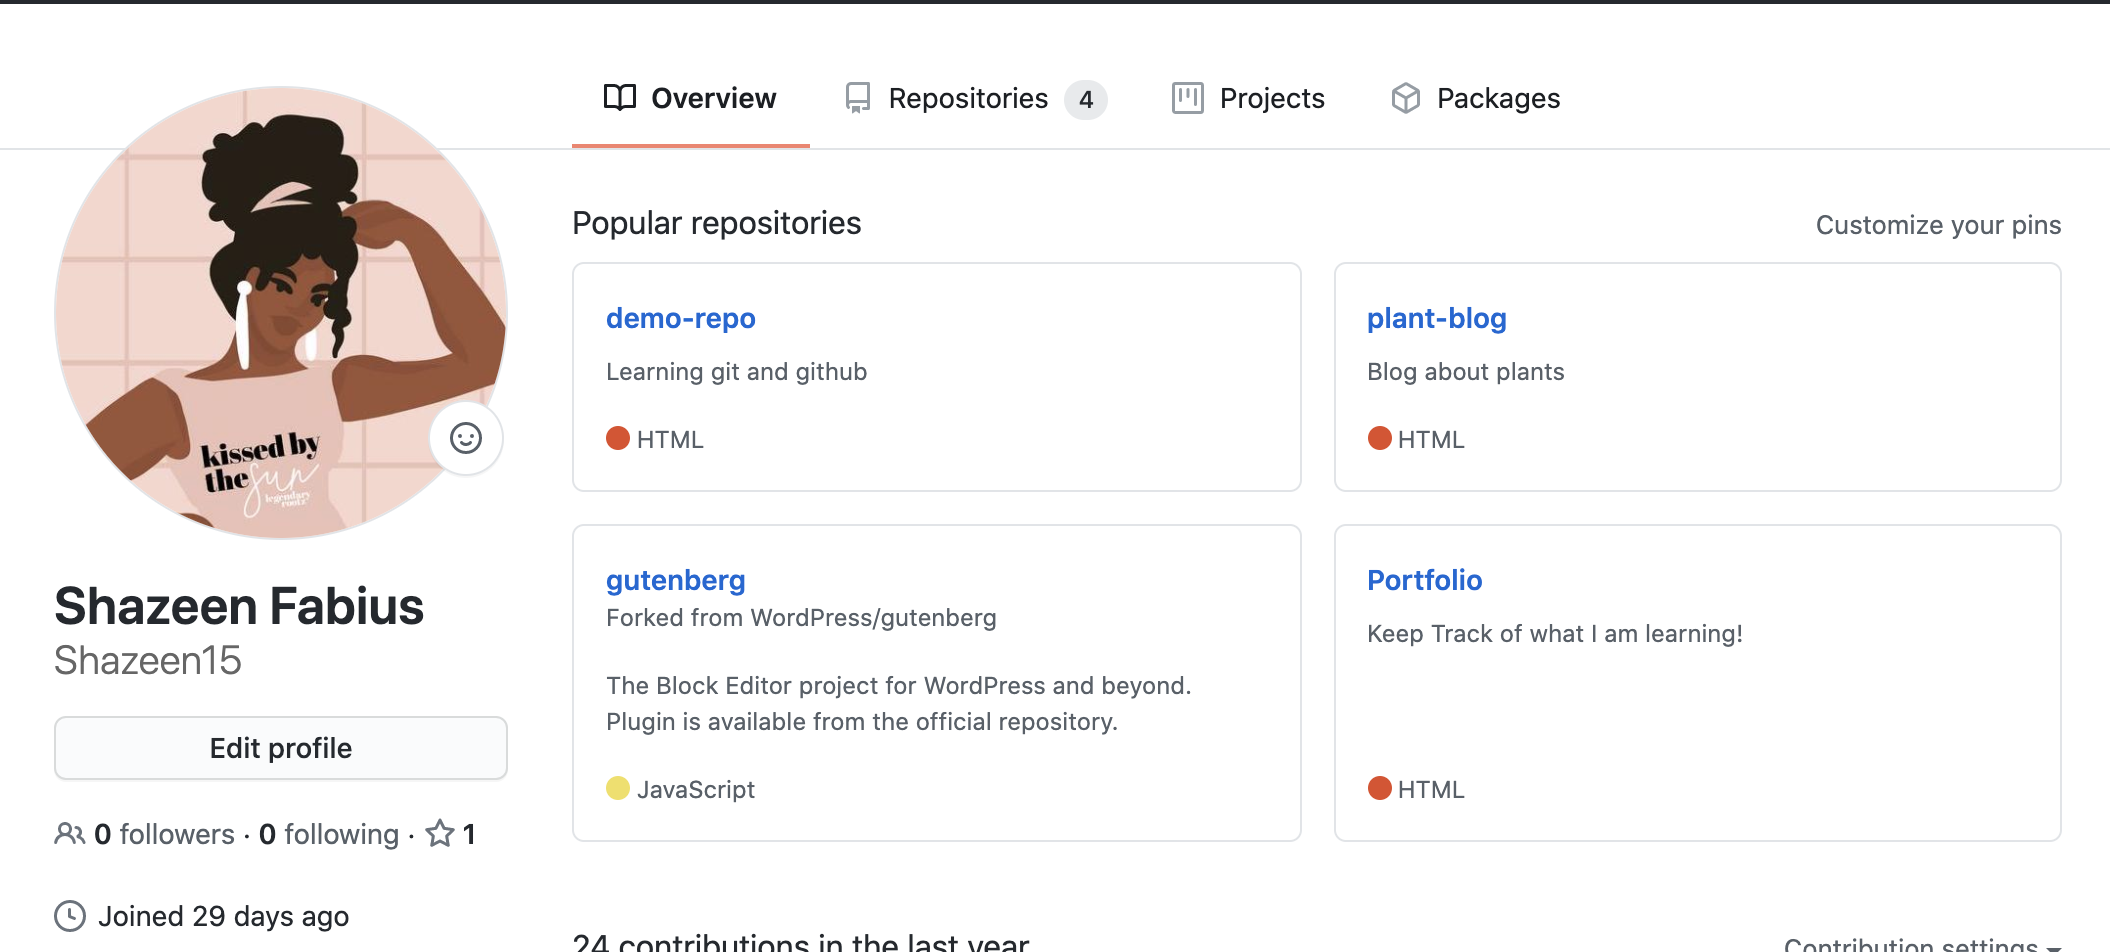 Overview
Repositories 4
Projects
Packages
kissed by
the sun
legendary
rootz
Shazeen Fabius
Shazeen15
Edit profile
0 followers · 0 following · 1
Joined 29 days ago
Popular repositories
Customize your pins
demo-repo
Learning git and github
HTML
plant-blog
Blog about plants
HTML
gutenberg
Forked from WordPress/gutenberg
The Block Editor project for WordPress and beyond.
Plugin is available from the official repository.
JavaScript
Portfolio
Keep Track of what I am learning!
HTML
24 contributions in the last year
Contribution settings